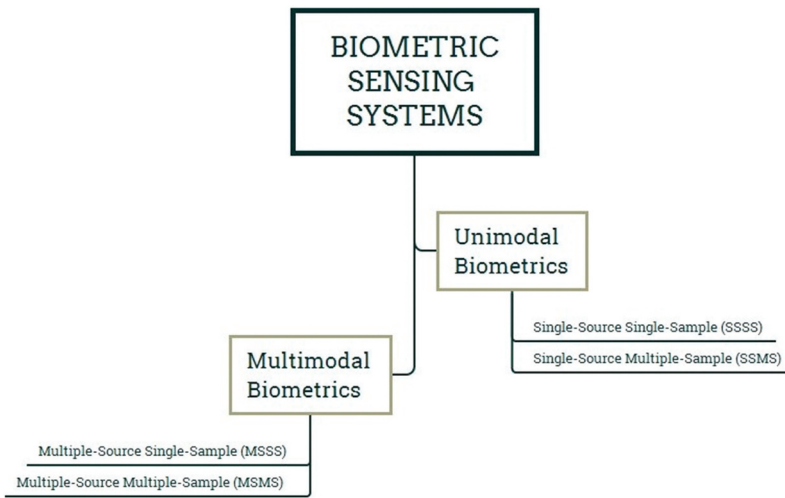 BIOMETRIC
SENSING
SYSTEMS
Unimodal
Biometrics
Single-Source Single-Sample (SSSS)
Single-Source Multiple-Sample (SSMS)
Multimodal
Biometrics
Multiple-Source Single-Sample (MSSS)
Multiple-Source Multiple-Sample (MSMS)